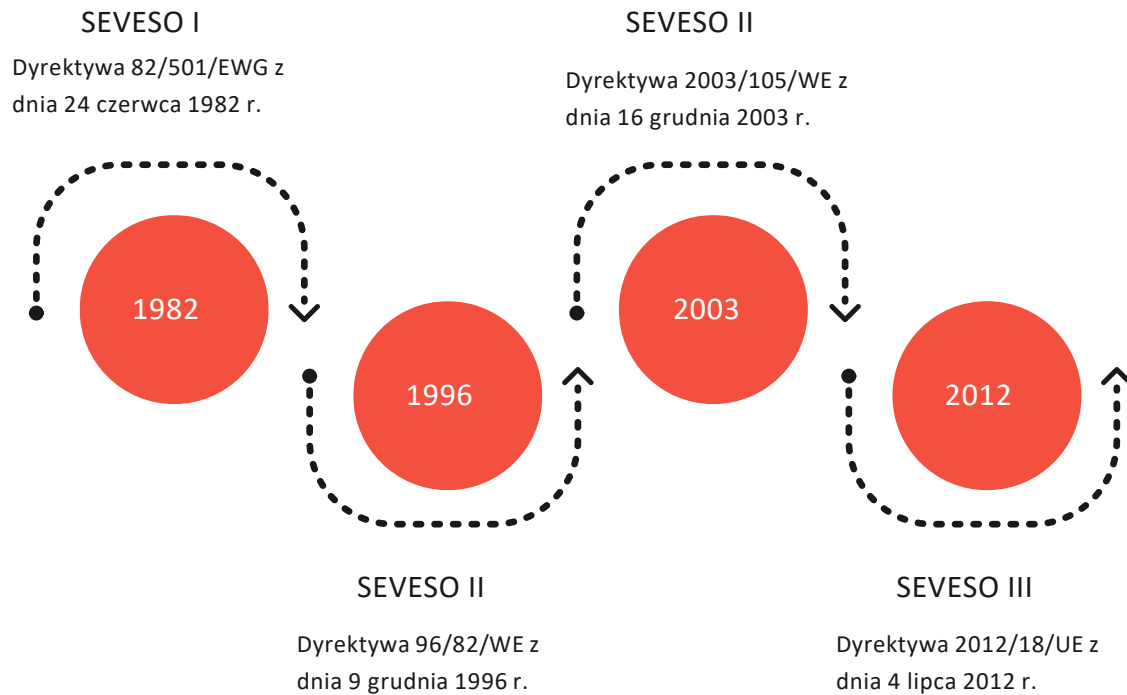 SEVESO I
Dyrektywa 82/501/EWG z
dnia 24 czerwca 1982 r.
SEVESO II
Dyrektywa 2003/105/WE z
dnia 16 grudnia 2003 r.
1982
1996
2003
2012
SEVESO II
Dyrektywa 96/82/WE z
dnia 9 grudnia 1996 r.
SEVESO III
Dyrektywa 2012/18/UE z
dnia 4 lipca 2012 r.